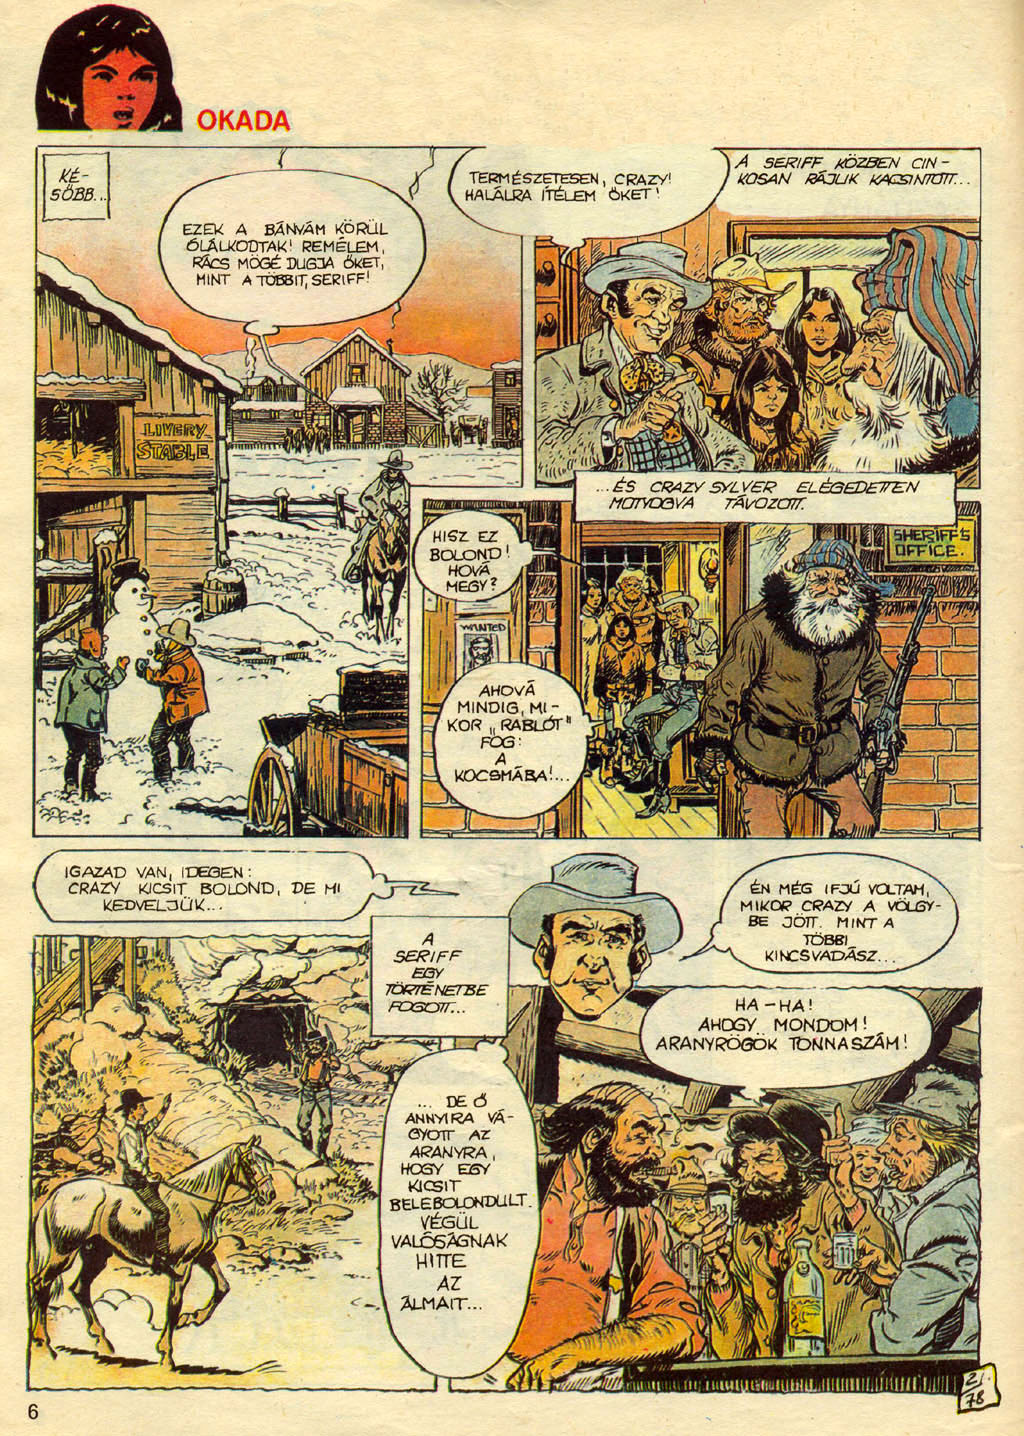 OKADA
KÉ-
SŐBB...
EZEK A BÁNYÁM KÖRÜL
ÓLÁLKODTAK! REMÉLEM,
RÁCS MÖGÉ DUGJA ŐKET,
MINT A TÖBBIT, SERIFF!
LIVERY
STABLE
TERMÉSZETESEN, CRAZY!
HALÁLRA ÍTÉLEM ŐKET!
A SERIFF KÖZBEN CIN-
KOSAN RÁJUK KACSINTOTT...
...ÉS CRAZY SYLVER ELÉGEDETTEN
MOTYOGVA TÁVOZOTT.
HISZ EZ
BOLOND!
HOVÁ
MEGY?
WANTED
SHERIFF'S
OFFICE.
AHOVÁ
MINDIG, MI-
KOR „RABLÓT"
FOG:
A
KOCSMÁBA!...
IGAZAD VAN, IDEGEN:
CRAZY KICSIT BOLOND, DE MI
KEDVELJÜK...
A
SERIFF
EGY
TÖRTÉNETBE
FOGOTT...
ÉN MÉG IFJÚ VOLTAM,
MIKOR CRAZY A VÖLGY-
BE JÖTT. MINT A
TÖBBI
KINCSVADÁSZ...
HA-HA!
AHOGY MONDOM!
ARANYRÖGÖK TONNASZÁM!
... DE Ő
ANNYIRA VÁ-
GYOTT AZ
ARANYRA,
HOGY EGY
KICSIT
BELEBOLONDULT.
VÉGÜL
VALÓSÁGNAK
HITTE
AZ
ÁLMAIT...
21.
78
6